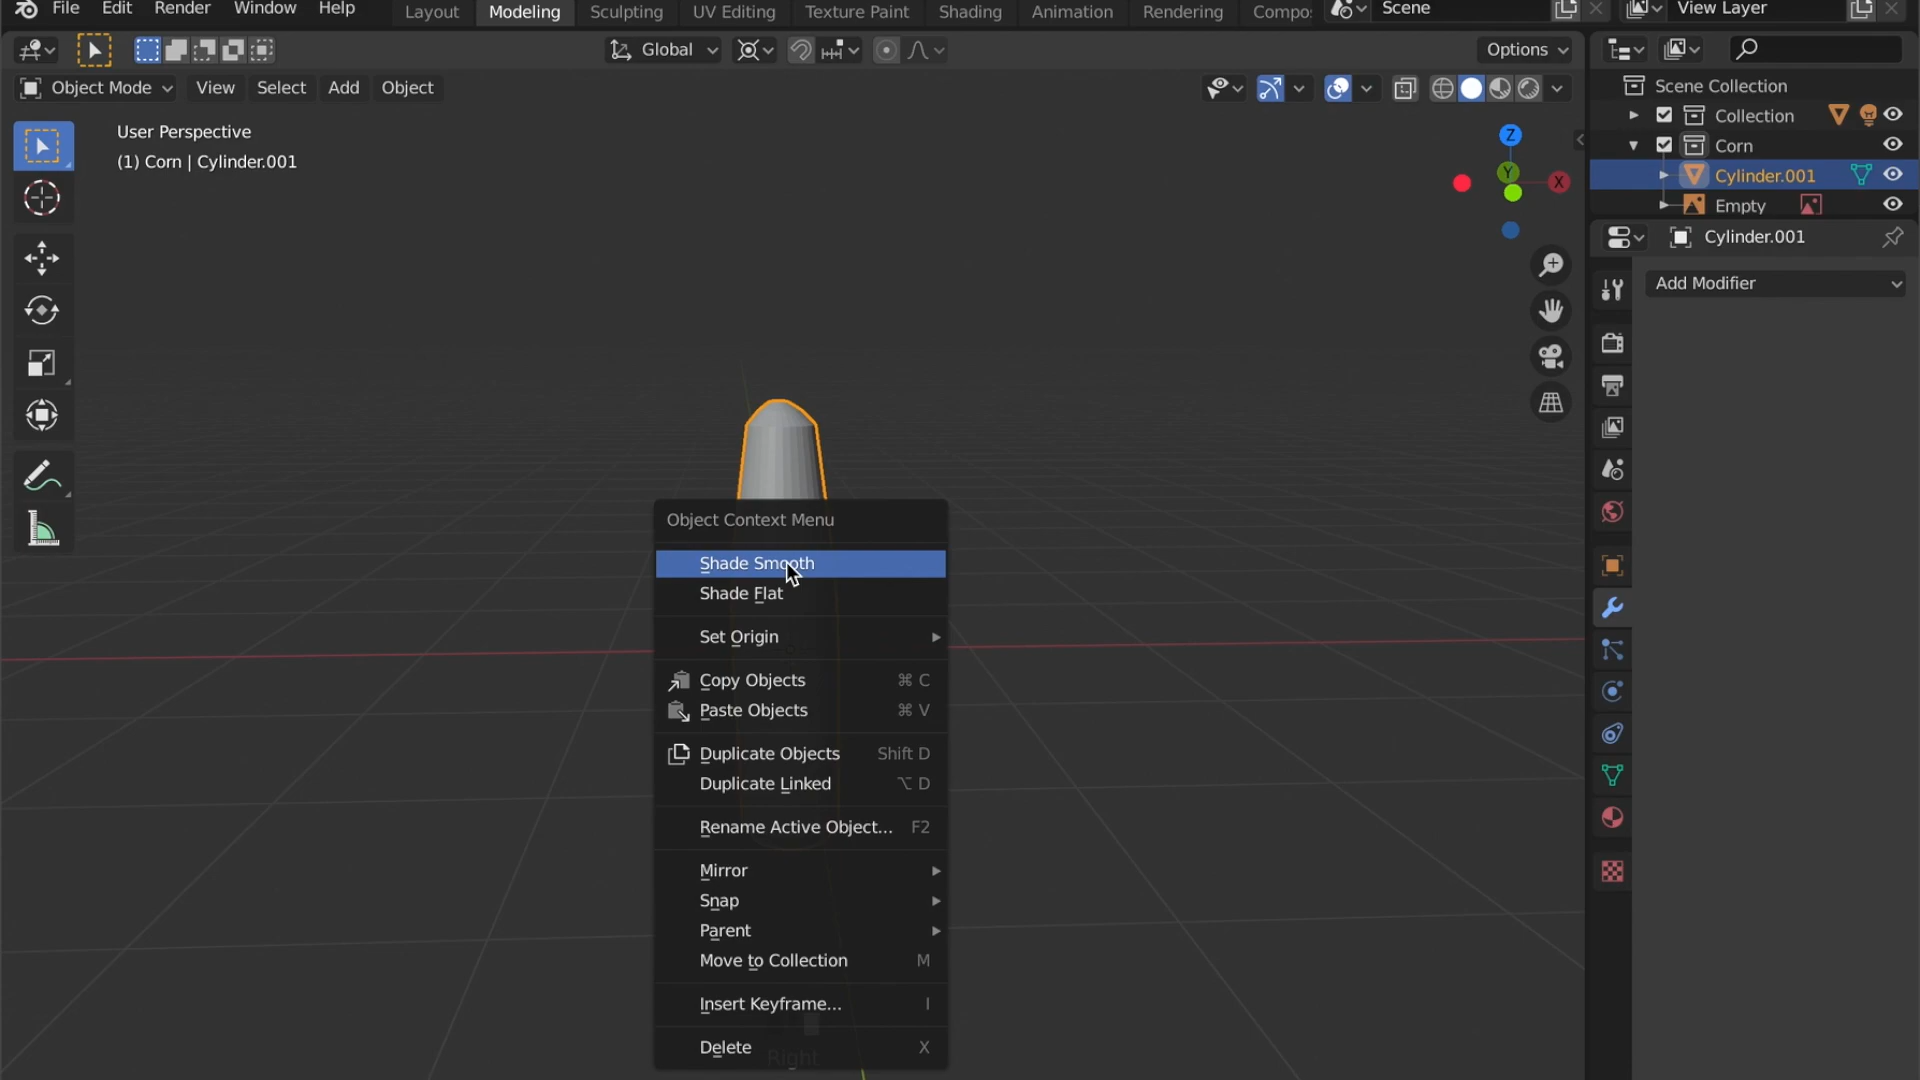 File Edit Render Window Help Layout Modeling Sculpting UV Editing Texture Paint Shading Animation Rendering Compo Scene View Layer
Global Options
Object Mode View Select Add Object
Scene Collection
Collection
Corn
Cylinder.001
Empty
Cylinder.001
Add Modifier
User Perspective
(1) Corn | Cylinder.001
Z
Y
X
Object Context Menu
Shade Smooth
Shade Flat
Set Origin
Copy Objects ⌘ C
Paste Objects ⌘ V
Duplicate Objects Shift D
Duplicate Linked ⌥ D
Rename Active Object... F2
Mirror
Snap
Parent
Move to Collection M
Insert Keyframe... I
Delete X
Right